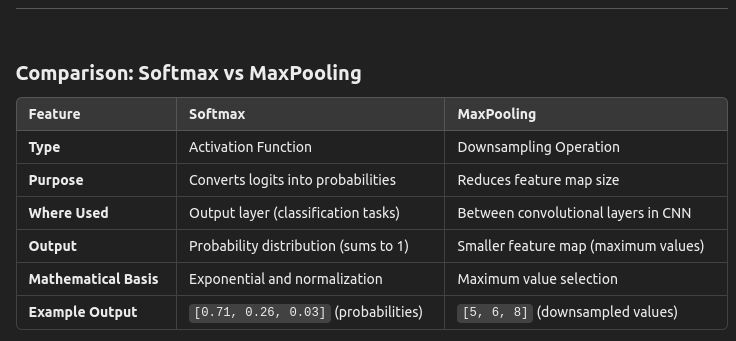 Comparison: Softmax vs MaxPooling
Feature Softmax MaxPooling
Type Activation Function Downsampling Operation
Purpose Converts logits into probabilities Reduces feature map size
Where Used Output layer (classification tasks) Between convolutional layers in CNN
Output Probability distribution (sums to 1) Smaller feature map (maximum values)
Mathematical Basis Exponential and normalization Maximum value selection
Example Output [0.71, 0.26, 0.03] (probabilities) [5, 6, 8] (downsampled values)